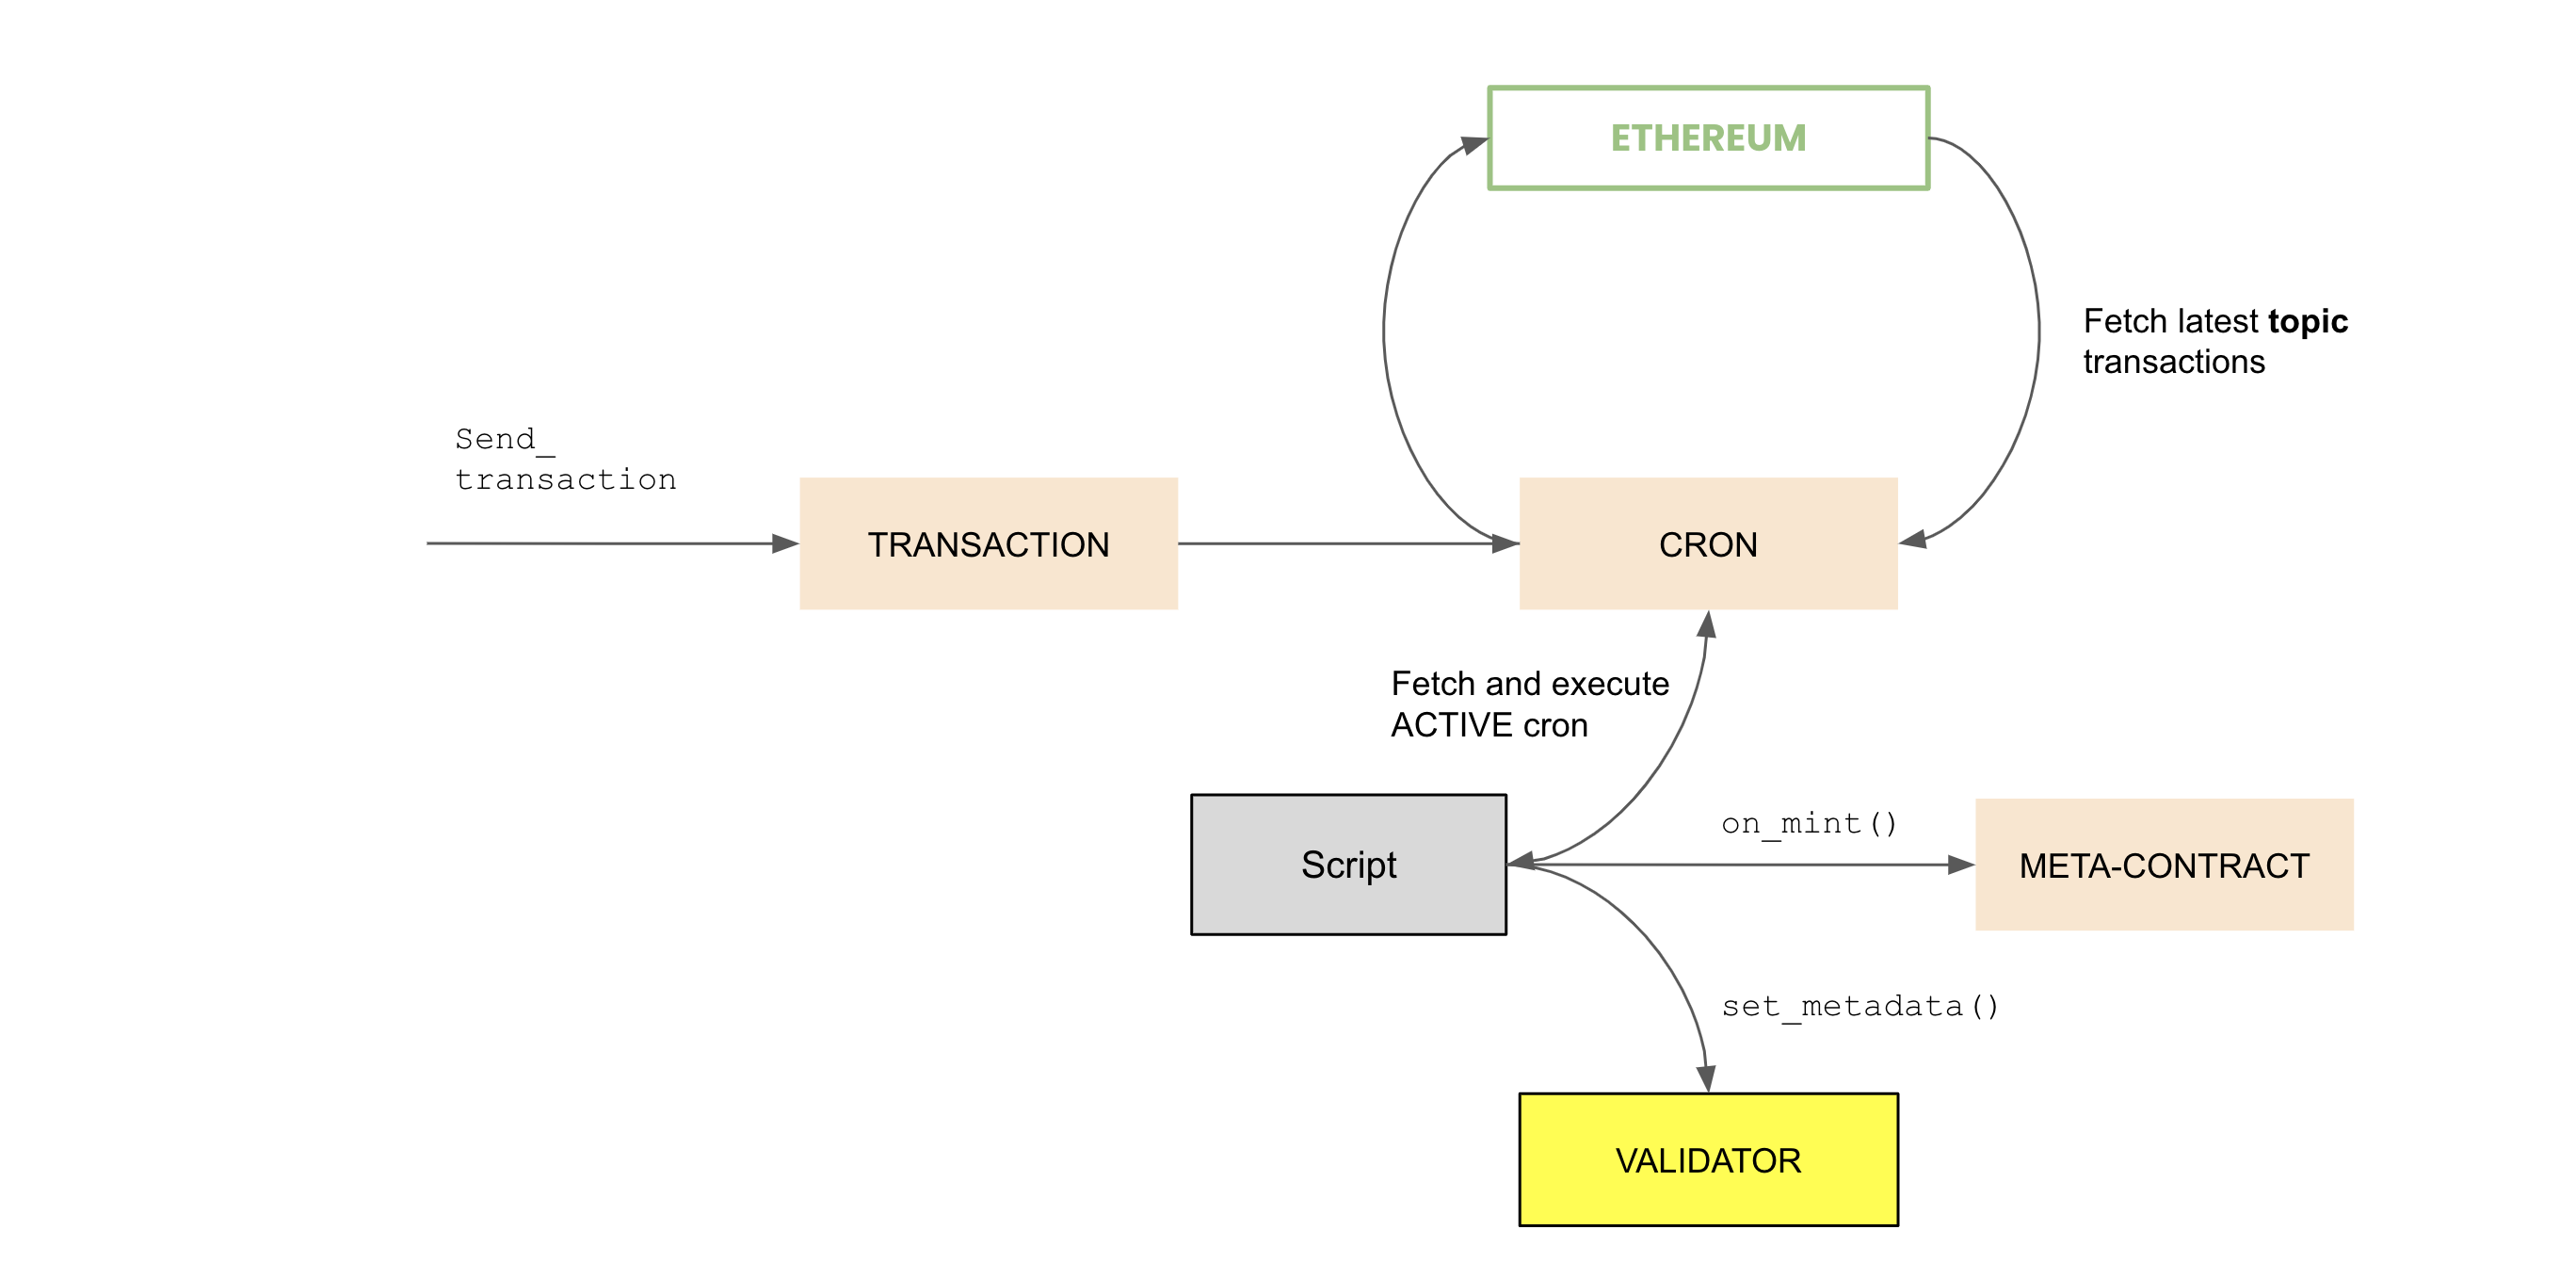 ETHEREUM
Fetch latest topic
transactions
Send_
transaction
TRANSACTION
CRON
Fetch and execute
ACTIVE cron
Script
on_mint()
META-CONTRACT
set_metadata()
VALIDATOR